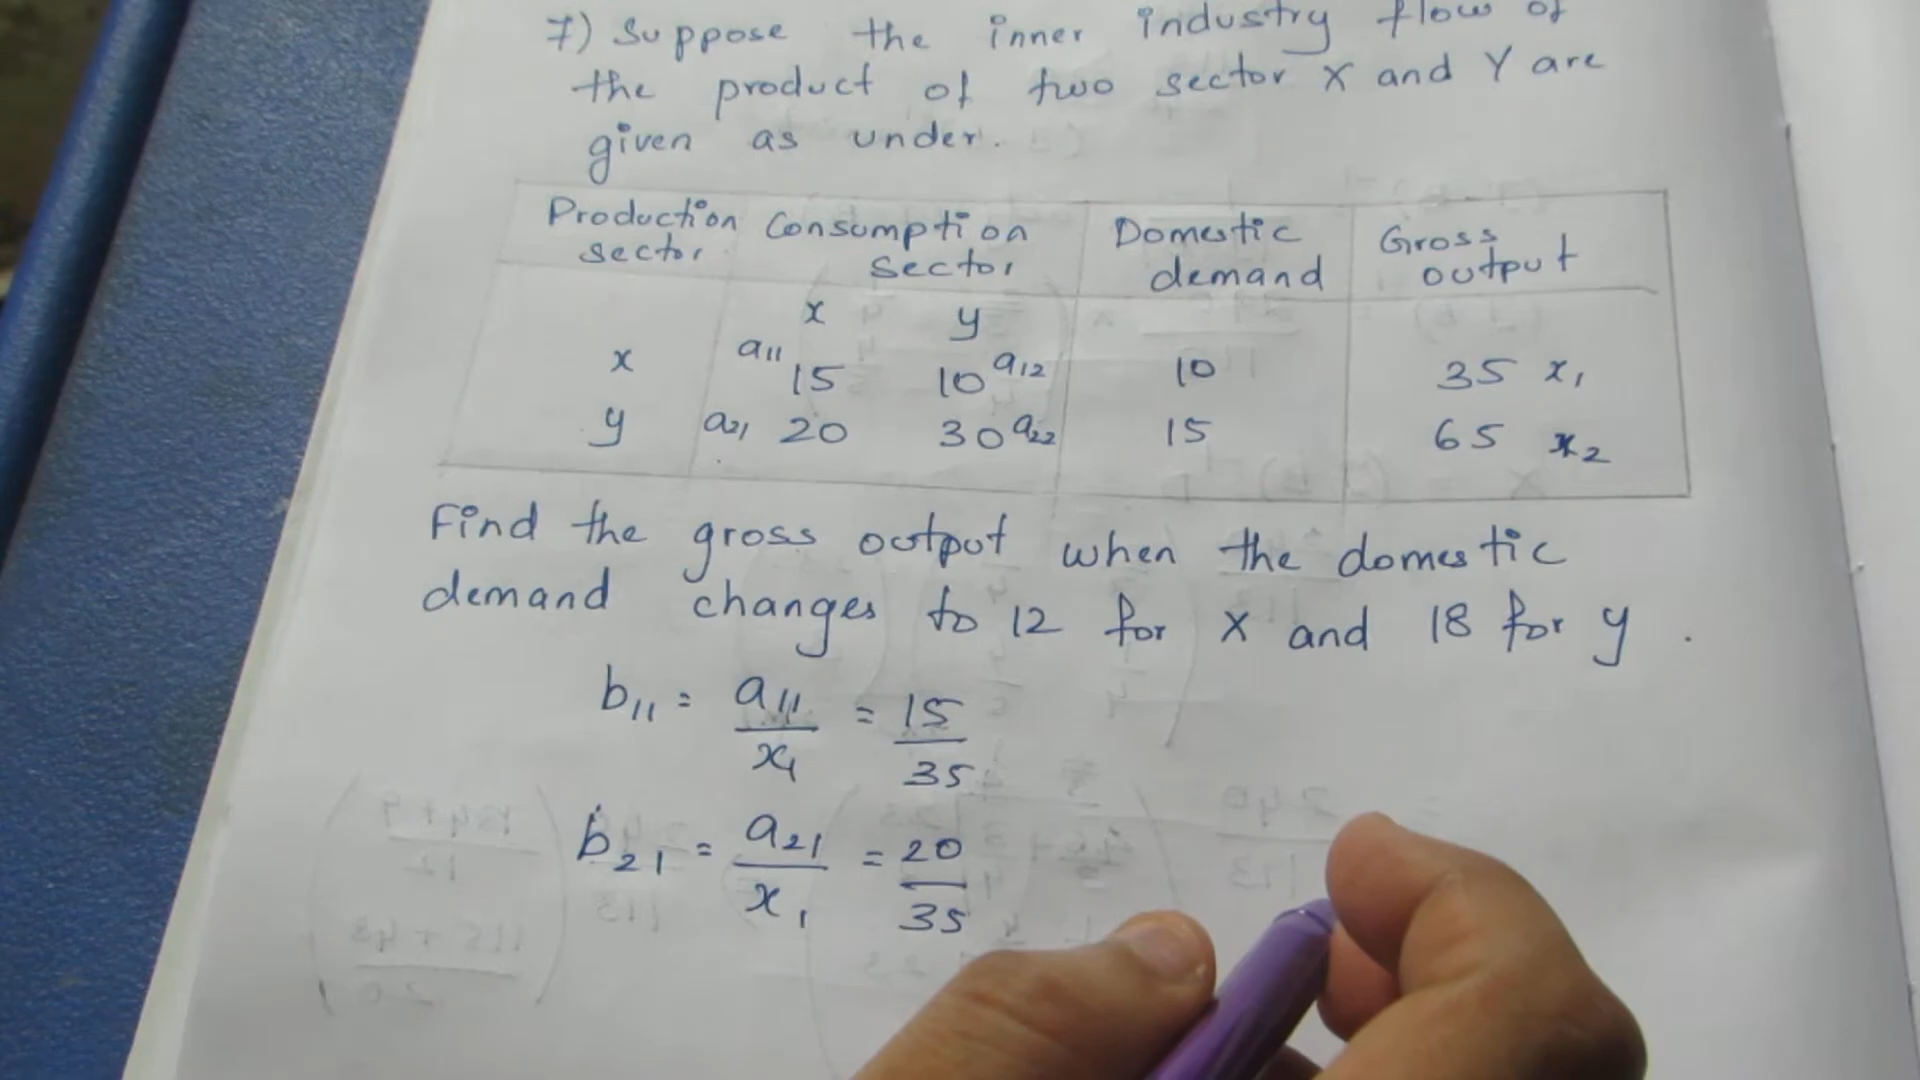 7) Suppose the inner industry flow of
the product of two sector X and Y are
given as under.
Production Consumption Domestic Gross
sector sector demand output
x y
x a11 15 10 a12 10 35 x1
y a21 20 30 a22 15 65 x2
Find the gross output when the domestic
demand changes to 12 for X and 18 for y .
b11 = a11 / x1 = 15 / 35
b21 = a21 / x1 = 20 / 35